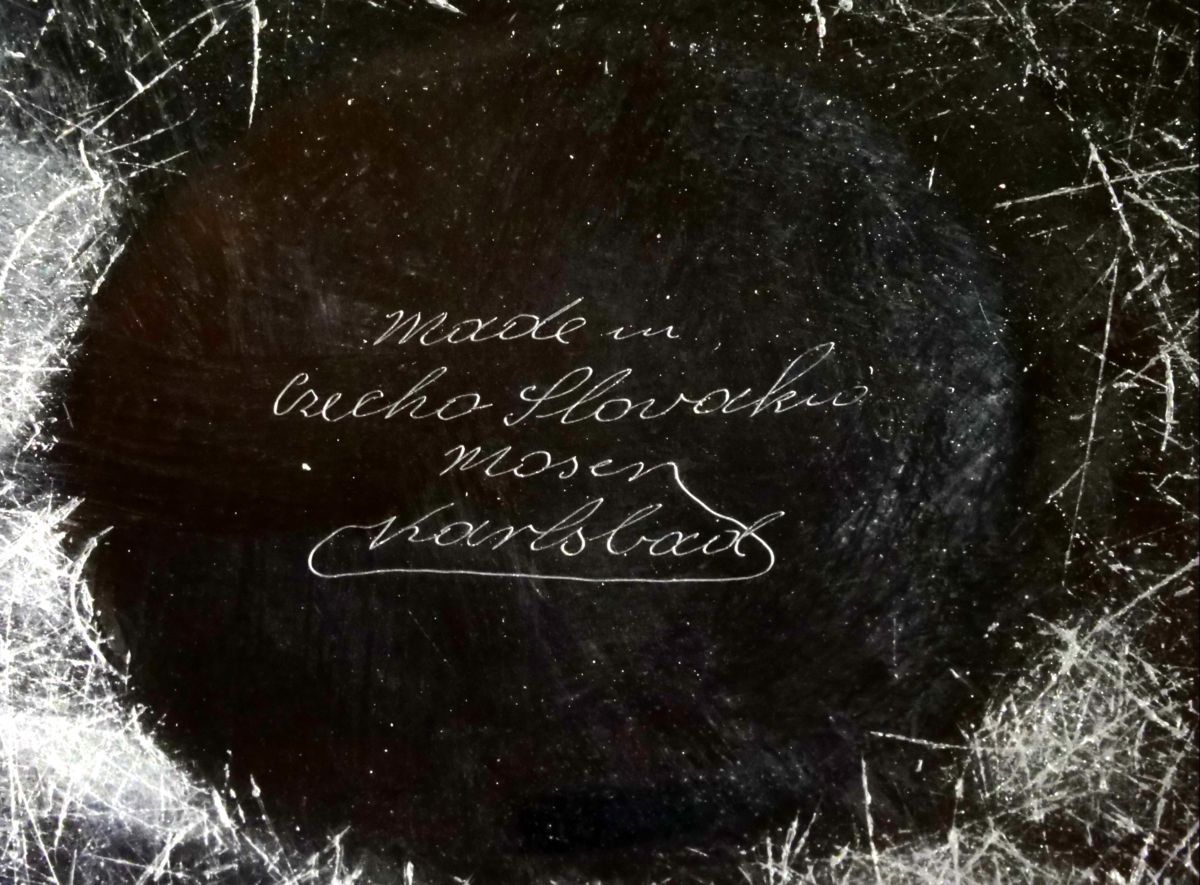 Made in
Czecho Slovakia
Moser
Karlsbad